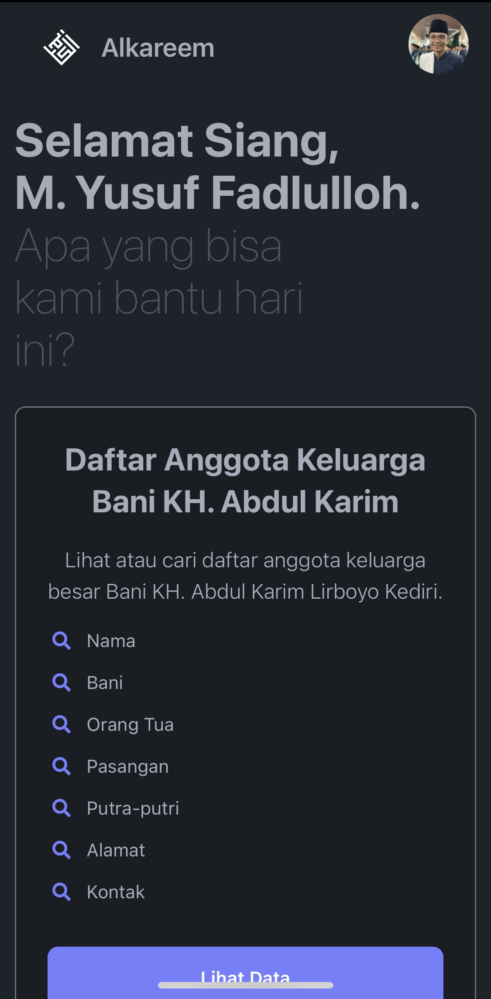 Alkareem
Selamat Siang,
M. Yusuf Fadlulloh.
Apa yang bisa
kami bantu hari
ini?
Daftar Anggota Keluarga
Bani KH. Abdul Karim
Lihat atau cari daftar anggota keluarga
besar Bani KH. Abdul Karim Lirboyo Kediri.
Nama
Bani
Orang Tua
Pasangan
Putra-putri
Alamat
Kontak
Lihat Data